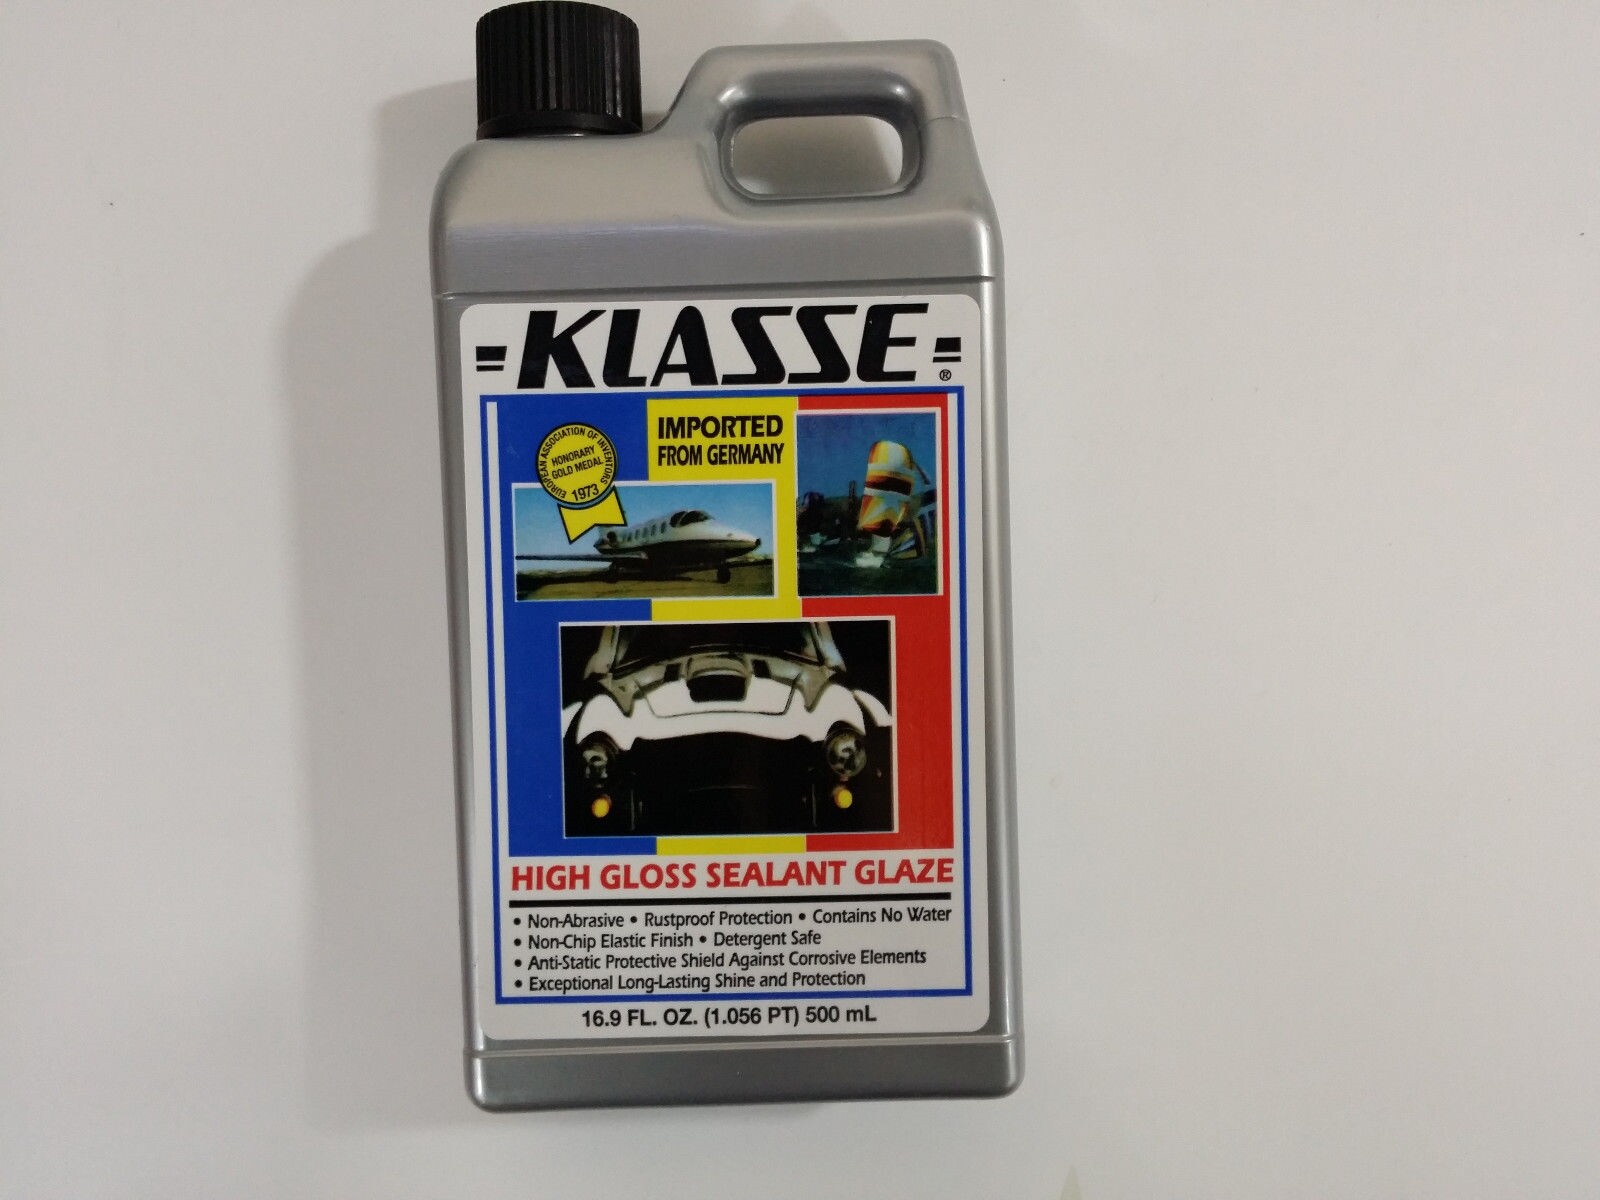 KLASSE
®
IMPORTED
FROM GERMANY
EUROPEAN ASSOCIATION OF INVENTORS
HONORARY
GOLD MEDAL
1973
HIGH GLOSS SEALANT GLAZE
• Non-Abrasive • Rustproof Protection • Contains No Water
• Non-Chip Elastic Finish • Detergent Safe
• Anti-Static Protective Shield Against Corrosive Elements
• Exceptional Long-Lasting Shine and Protection
16.9 FL. OZ. (1.056 PT) 500 mL